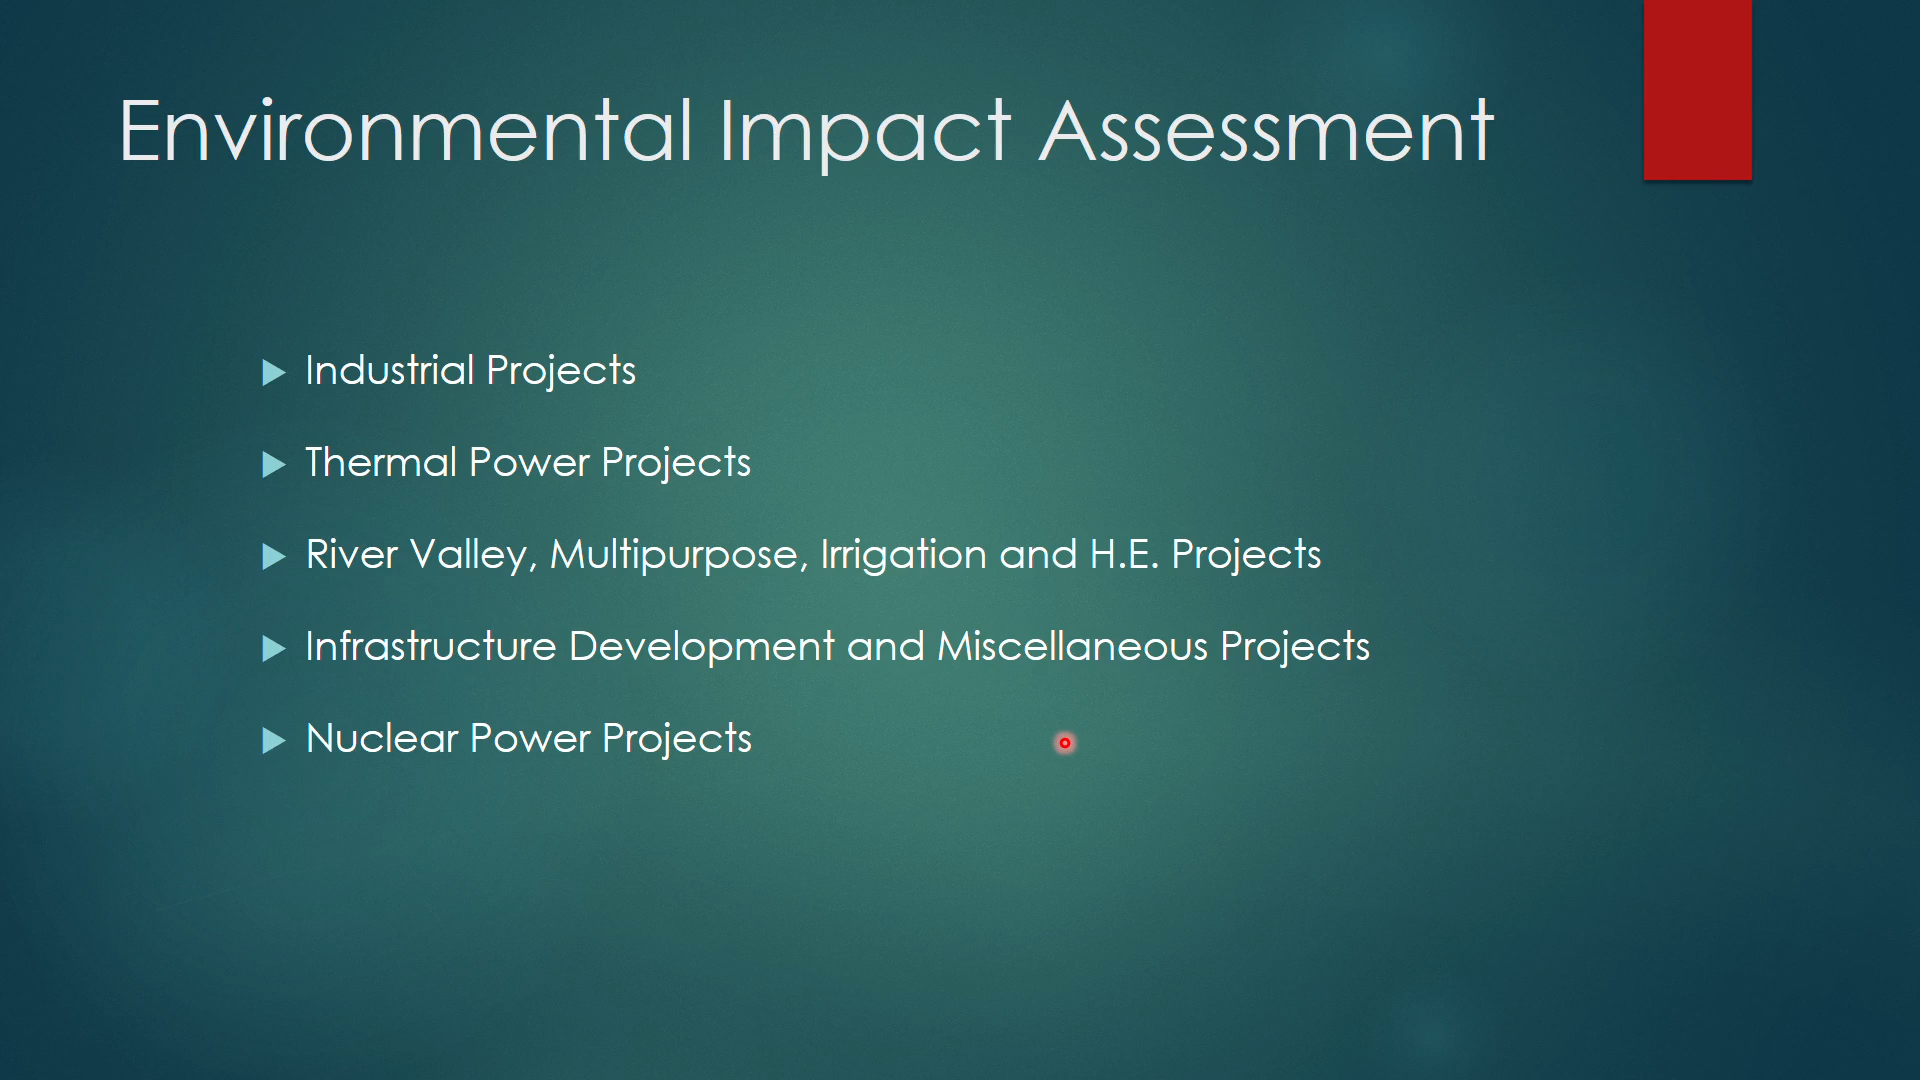 Environmental Impact Assessment
Industrial Projects
Thermal Power Projects
River Valley, Multipurpose, Irrigation and H.E. Projects
Infrastructure Development and Miscellaneous Projects
Nuclear Power Projects